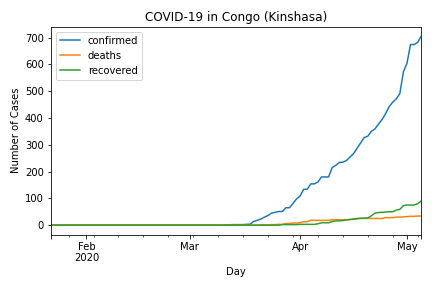 COVID-19 in Congo (Kinshasa)
confirmed
deaths
recovered
Number of Cases
700
600
500
400
300
200
100
0
Feb
2020
Mar
Apr
May
Day